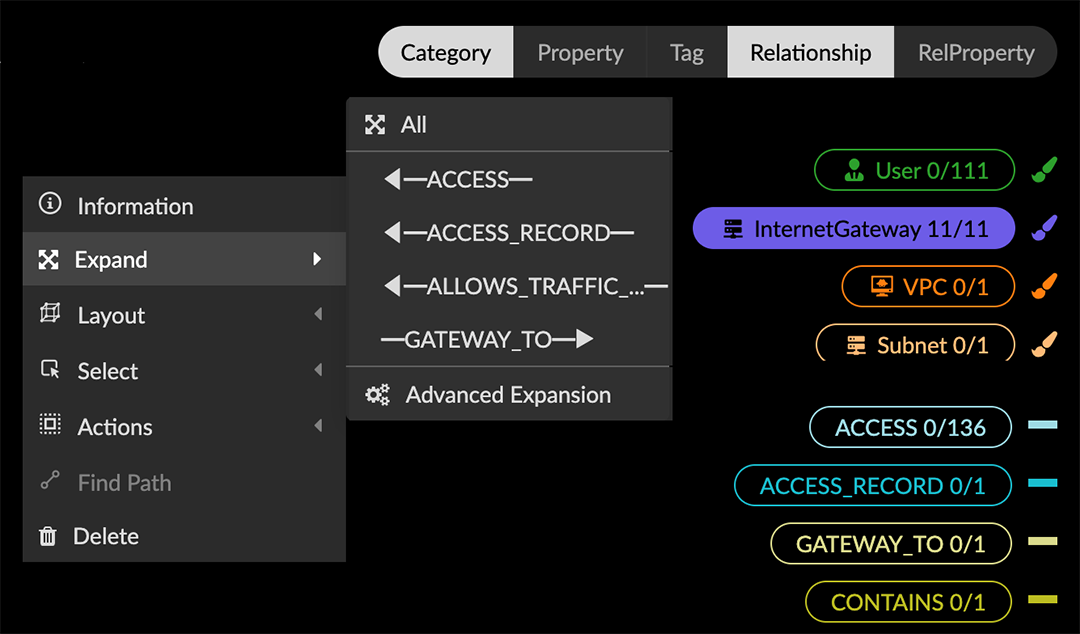 Category
Property
Tag
Relationship
RelProperty
Information
Expand
Layout
Select
Actions
Find Path
Delete
All
ACCESS
ACCESS_RECORD
ALLOWS_TRAFFIC_...
GATEWAY_TO
Advanced Expansion
User 0/111
InternetGateway 11/11
VPC 0/1
Subnet 0/1
ACCESS 0/136
ACCESS_RECORD 0/1
GATEWAY_TO 0/1
CONTAINS 0/1